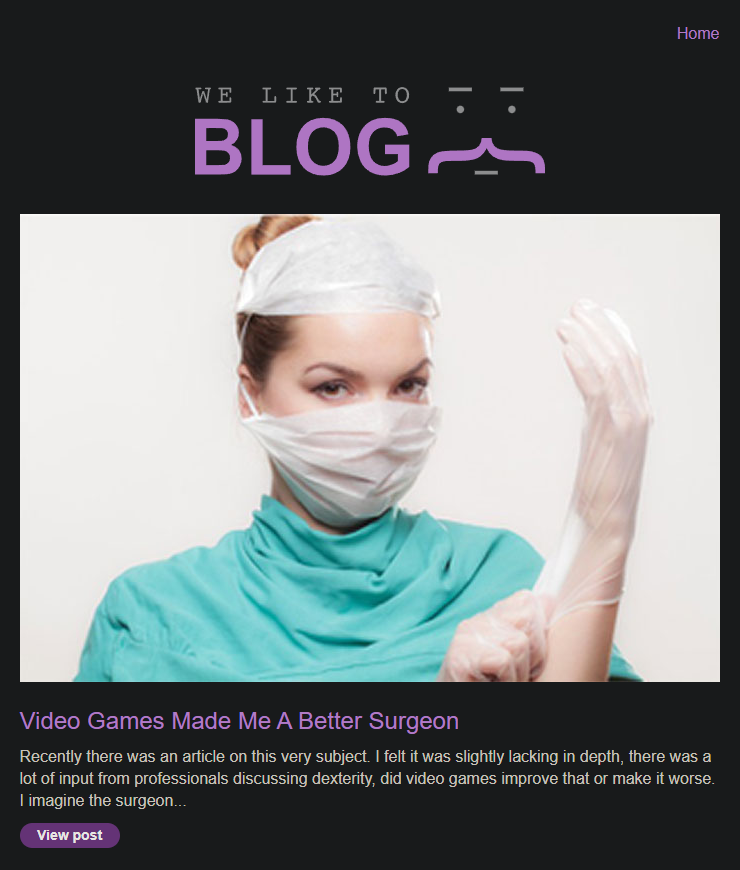 Home
WE LIKE TO
BLOG
Video Games Made Me A Better Surgeon
Recently there was an article on this very subject. I felt it was slightly lacking in depth, there was a
lot of input from professionals discussing dexterity, did video games improve that or make it worse.
I imagine the surgeon...
View post